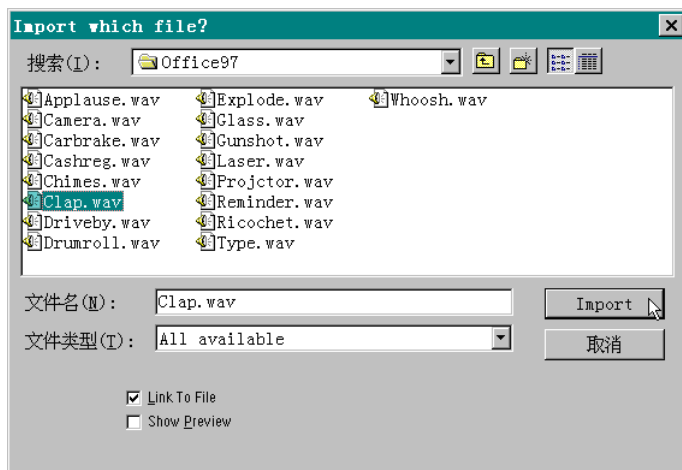 Import which file?
搜索(I): Office97
Applause.wav Explode.wav Whoosh.wav
Camera.wav Glass.wav
Carbrake.wav Gunshot.wav
Cashreg.wav Laser.wav
Chimes.wav Projctor.wav
Clap.wav Reminder.wav
Driveby.wav Ricochet.wav
Drumroll.wav Type.wav
文件名(N): Clap.wav Import
文件类型(T): All available 取消
Link To File
Show Preview